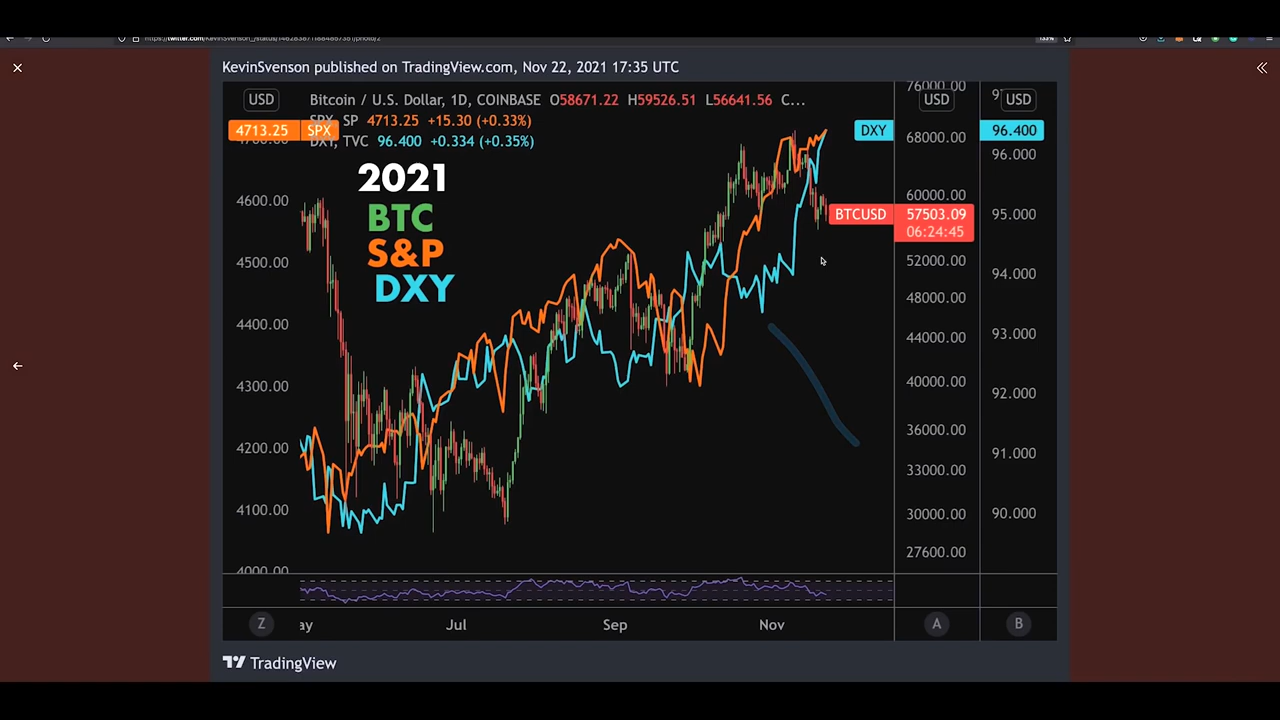 KevinSvenson published on TradingView.com, Nov 22, 2021 17:35 UTC
USD
Bitcoin / U.S. Dollar, 1D, COINBASE O58671.22 H59526.51 L56641.56 C...
4713.25 SPX SP 4713.25 +15.30 (+0.33%)
DXY, TVC 96.400 +0.334 (+0.35%)
2021
BTC
S&P
DXY
4600.00
4500.00
4400.00
4300.00
4200.00
4100.00
4000.00
DXY
BTCUSD
76000.00
USD
68000.00
60000.00
57503.09
06:24:45
52000.00
48000.00
44000.00
40000.00
36000.00
33000.00
30000.00
27600.00
USD
96.400
96.000
95.000
94.000
93.000
92.000
91.000
90.000
Z
ay
Jul
Sep
Nov
A
B
TradingView